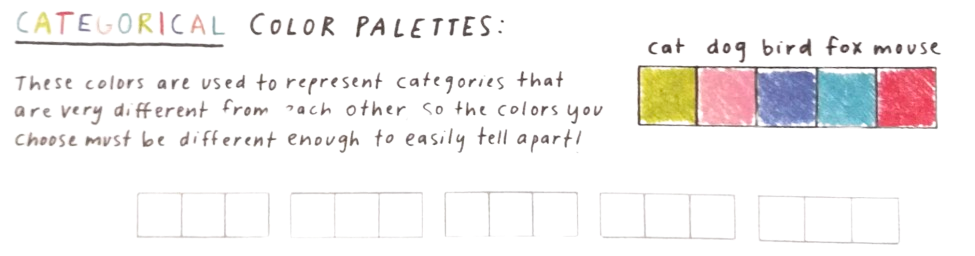 CATEGORICAL COLOR PALETTES:
cat dog bird fox mouse
These colors are used to represent categories that
are very different from each other so the colors you
choose must be different enough to easily tell apart!